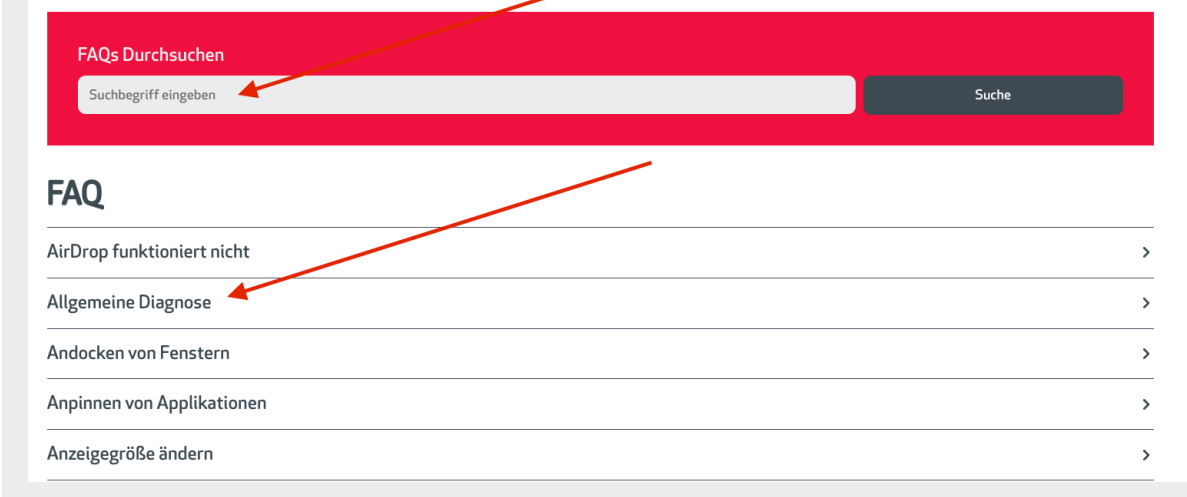 FAQs Durchsuchen
Suchbegriff eingeben
Suche
FAQ
AirDrop funktioniert nicht
Allgemeine Diagnose
Andocken von Fenstern
Anpinnen von Applikationen
Anzeigegröße ändern